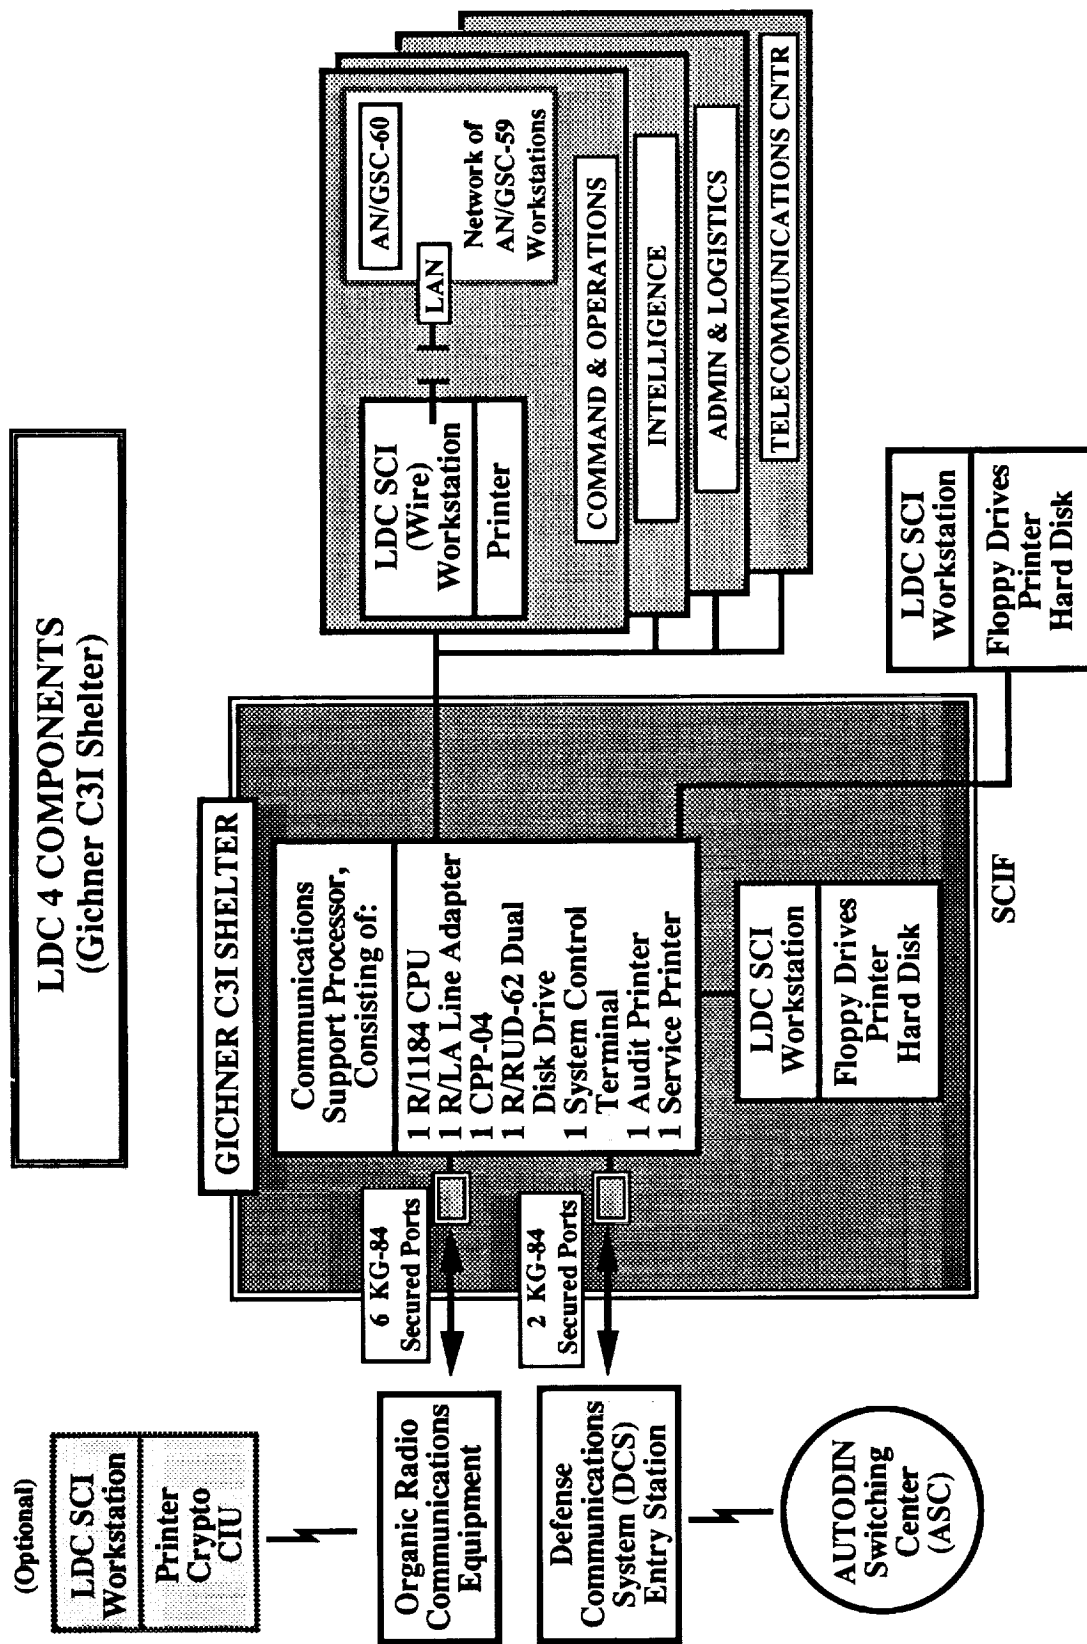 LDC 4 COMPONENTS
(Gichner C3I Shelter)
(Optional)
LDC SCI
Workstation
Printer
Crypto
CIU
Organic Radio
Communications
Equipment
Defense
Communications
System (DCS)
Entry Station
AUTODIN
Switching
Center
(ASC)
6 KG-84
Secured Ports
2 KG-84
Secured Ports
GICHNER C3I SHELTER
Communications
Support Processor,
Consisting of:
1 R/1184 CPU
1 R/LA Line Adapter
1 CPP-04
1 R/RUD-62 Dual
Disk Drive
1 System Control
Terminal
1 Audit Printer
1 Service Printer
LDC SCI
Workstation
Floppy Drives
Printer
Hard Disk
SCIF
LDC SCI
(Wire)
Workstation
Printer
LAN
AN/GSC-60
Network of
AN/GSC-59
Workstations
COMMAND & OPERATIONS
INTELLIGENCE
ADMIN & LOGISTICS
TELECOMMUNICATIONS CNTR
LDC SCI
Workstation
Floppy Drives
Printer
Hard Disk